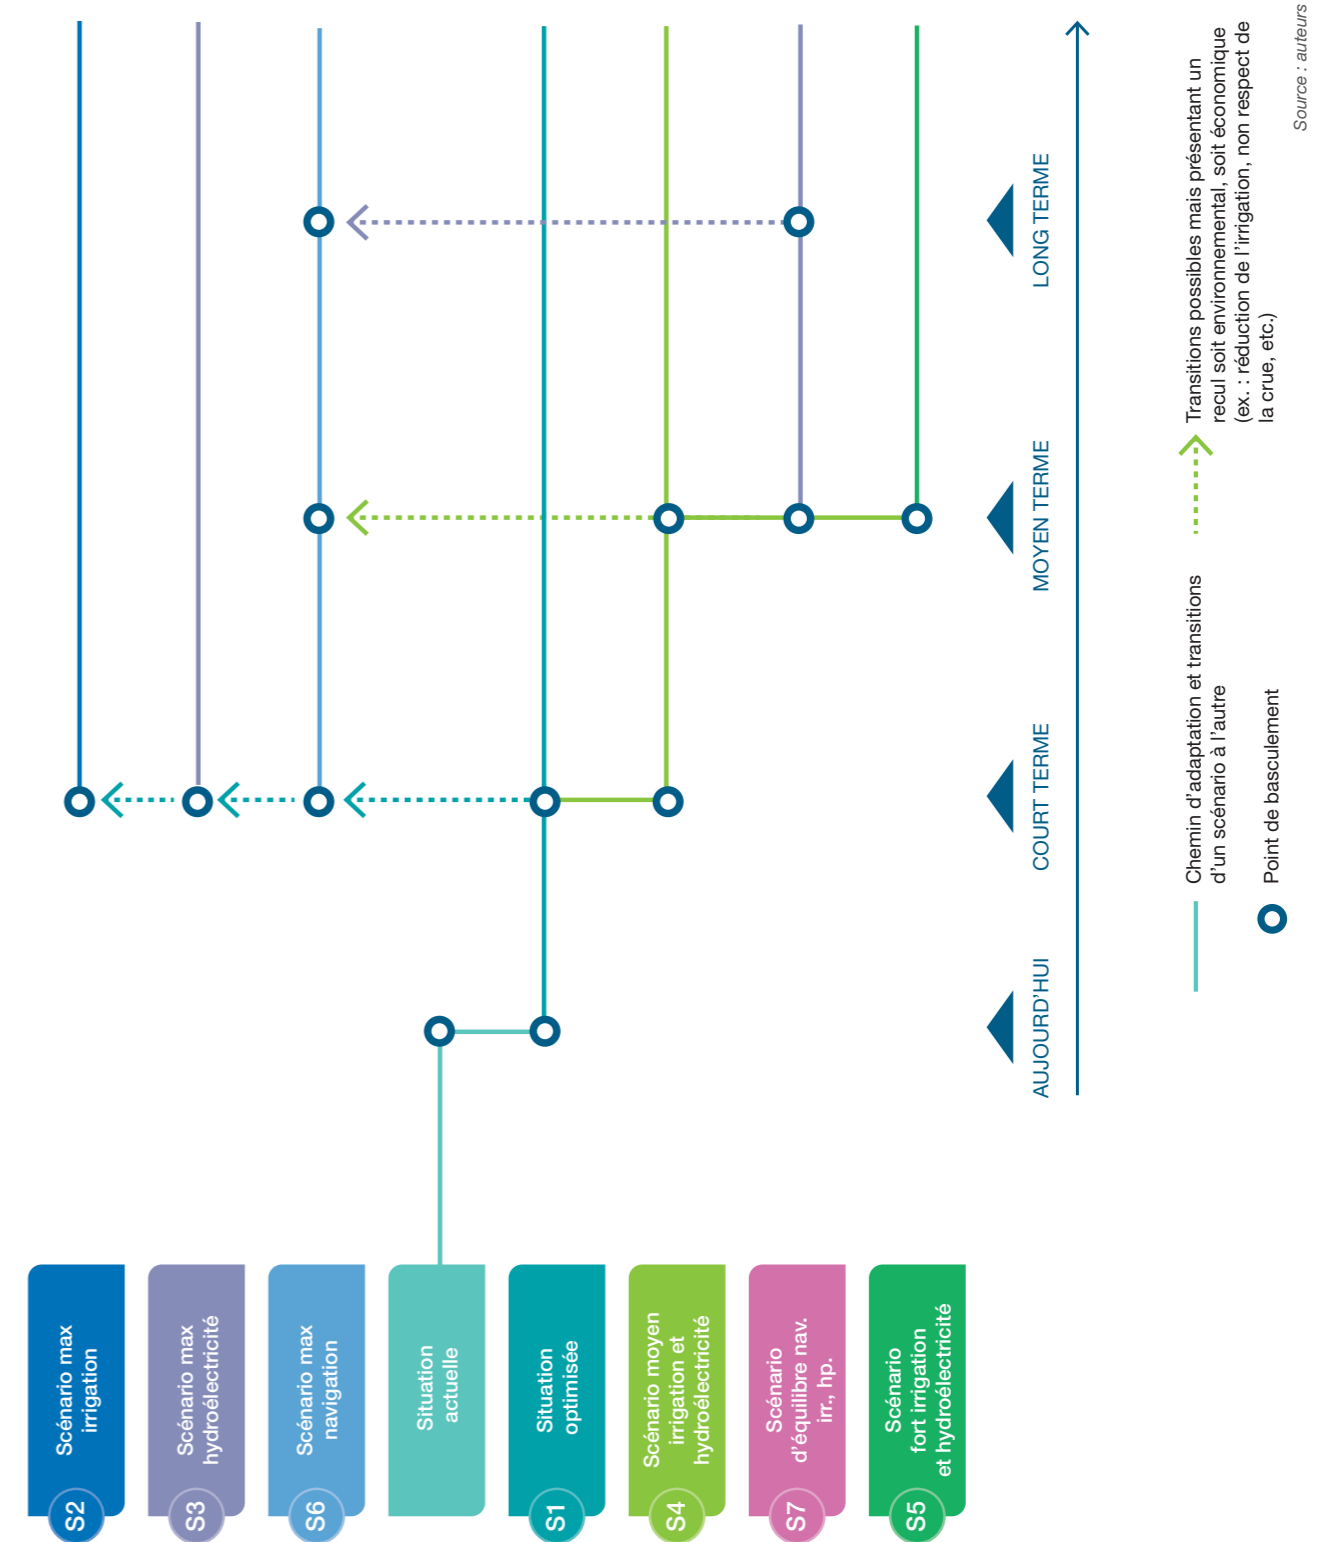 S2
Scénario max
irrigation
S3
Scénario max
hydroélectricité
S6
Scénario max
navigation
Situation
actuelle
S1
Situation
optimisée
S4
Scénario moyen
irrigation et
hydroélectricité
S7
Scénario
d'équilibre nav.
irr., hp.
S5
Scénario
fort irrigation
et hydroélectricité
AUJOURD'HUI
COURT TERME
MOYEN TERME
LONG TERME
Chemin d'adaptation et transitions
d'un scénario à l'autre
Point de basculement
Transitions possibles mais présentant un
recul soit environnemental, soit économique
(ex. : réduction de l'irrigation, non respect de
la crue, etc.)
Source : auteurs